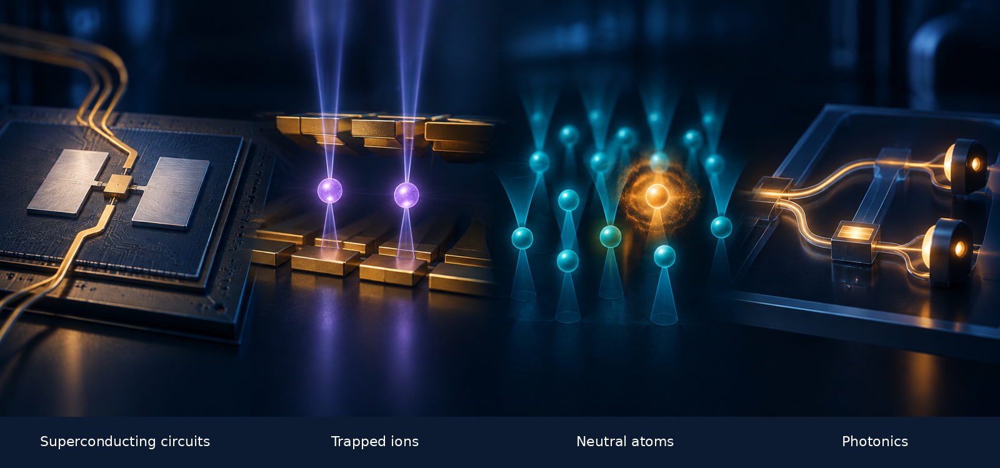 Superconducting circuits
Trapped ions
Neutral atoms
Photonics